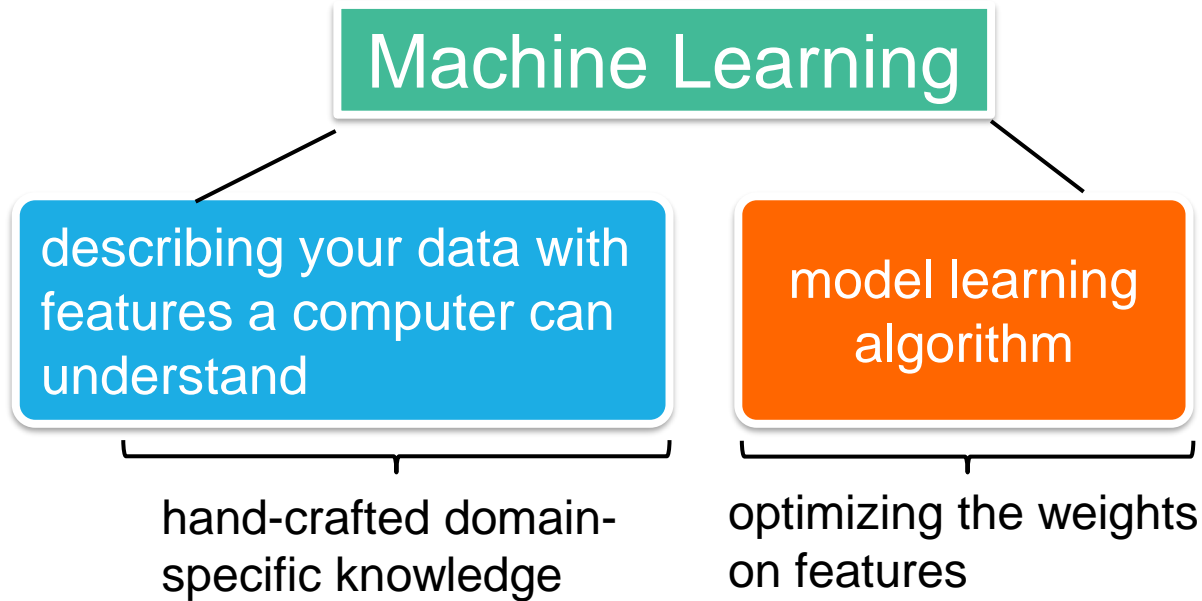 Machine Learning
describing your data with
features a computer can
understand
model learning
algorithm
hand-crafted domain-
specific knowledge
optimizing the weights
on features